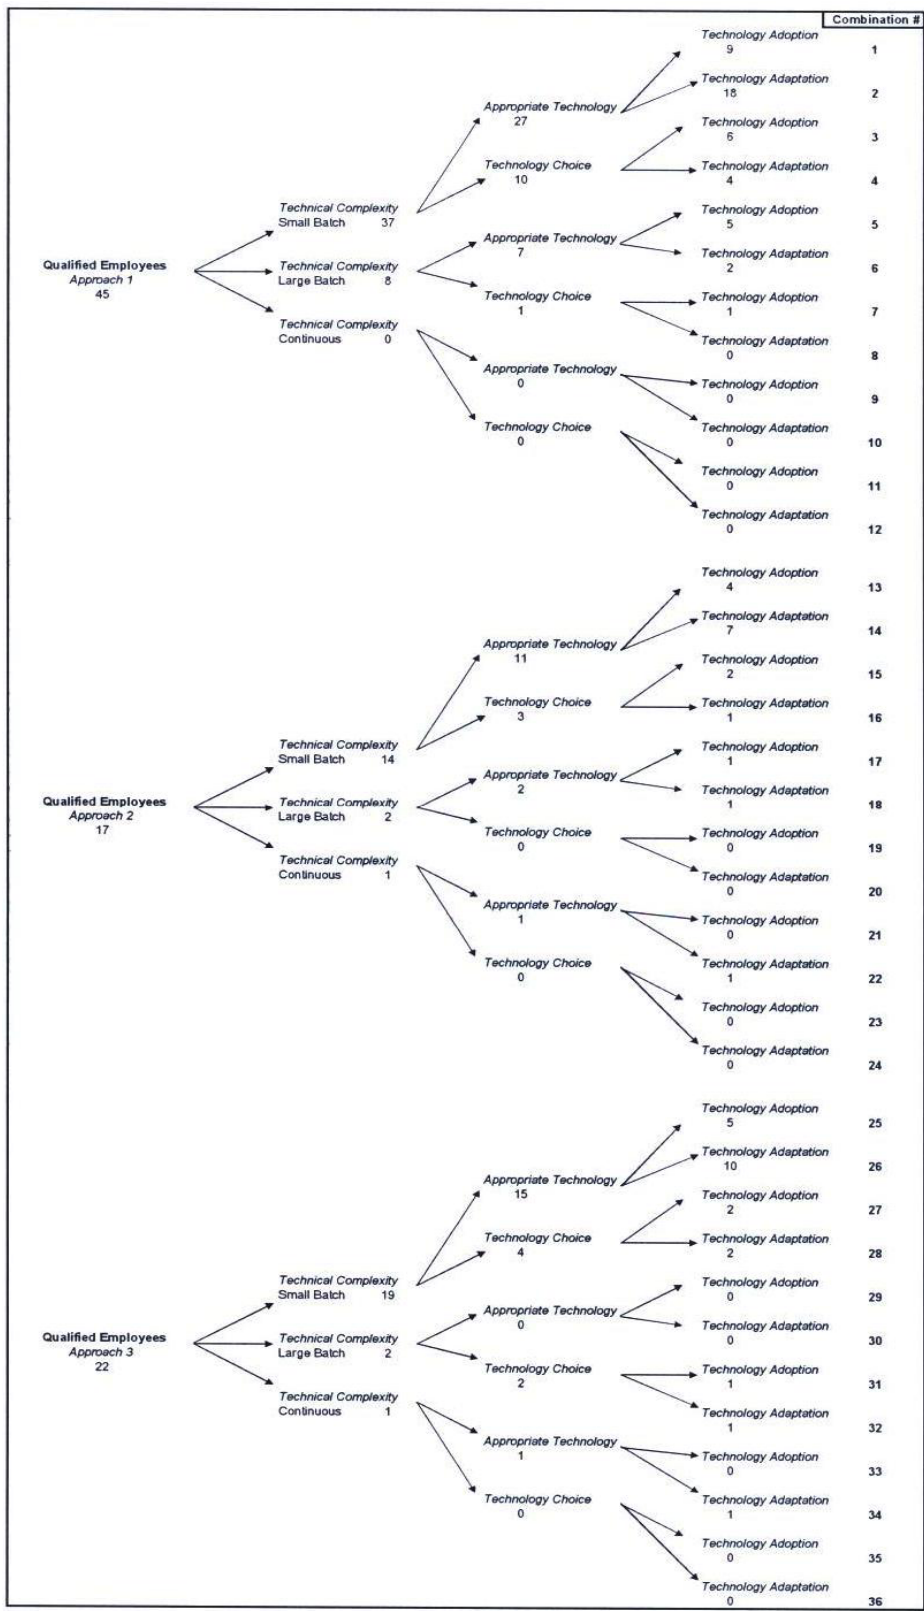 Combination #
Technology Adoption
9 1
Technology Adaptation
18 2
Appropriate Technology
27
Technology Adoption
6 3
Technology Choice
10
Technology Adaptation
4 4
Technical Complexity
Small Batch 37
Technology Adoption
5 5
Appropriate Technology
7
Technology Adaptation
2 6
Qualified Employees
Approach 1
45
Technical Complexity
Large Batch 8
Technology Choice
1
Technology Adoption
1 7
Technical Complexity
Continuous 0
Technology Adaptation
0 8
Appropriate Technology
0
Technology Adoption
0 9
Technology Choice
0
Technology Adaptation
0 10
Technology Adoption
0 11
Technology Adaptation
0 12
Technology Adoption
4 13
Technology Adaptation
7 14
Appropriate Technology
11
Technology Adoption
2 15
Technology Choice
3
Technology Adaptation
1 16
Technical Complexity
Small Batch 14
Technology Adoption
1 17
Appropriate Technology
2
Technology Adaptation
1 18
Qualified Employees
Approach 2
17
Technical Complexity
Large Batch 2
Technology Choice
0
Technology Adoption
0 19
Technical Complexity
Continuous 1
Technology Adaptation
0 20
Appropriate Technology
1
Technology Adoption
0 21
Technology Choice
0
Technology Adaptation
1 22
Technology Adoption
0 23
Technology Adaptation
0 24
Technology Adoption
5 25
Technology Adaptation
10 26
Appropriate Technology
15
Technology Adoption
2 27
Technology Choice
4
Technology Adaptation
2 28
Technical Complexity
Small Batch 19
Technology Adoption
0 29
Appropriate Technology
0
Technology Adaptation
0 30
Qualified Employees
Approach 3
22
Technical Complexity
Large Batch 2
Technology Choice
2
Technology Adoption
1 31
Technical Complexity
Continuous 1
Technology Adaptation
1 32
Appropriate Technology
1
Technology Adoption
0 33
Technology Choice
0
Technology Adaptation
1 34
Technology Adoption
0 35
Technology Adaptation
0 36